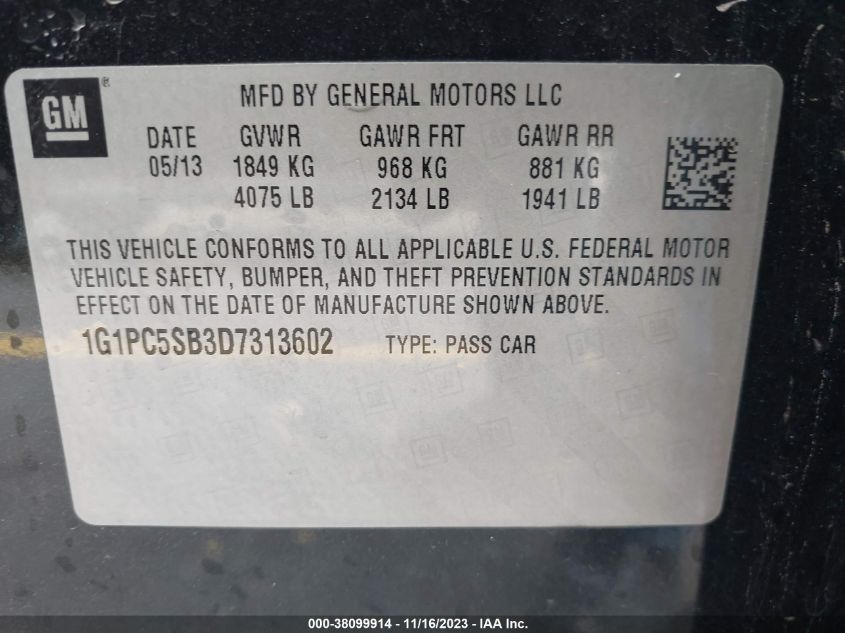 GM®
MFD BY GENERAL MOTORS LLC
DATE GVWR GAWR FRT GAWR RR
05/13 1849 KG 968 KG 881 KG
4075 LB 2134 LB 1941 LB
THIS VEHICLE CONFORMS TO ALL APPLICABLE U.S. FEDERAL MOTOR
VEHICLE SAFETY, BUMPER, AND THEFT PREVENTION STANDARDS IN
EFFECT ON THE DATE OF MANUFACTURE SHOWN ABOVE.
1G1PC5SB3D7313602 TYPE: PASS CAR
000-38099914 - 11/16/2023 - IAA Inc.